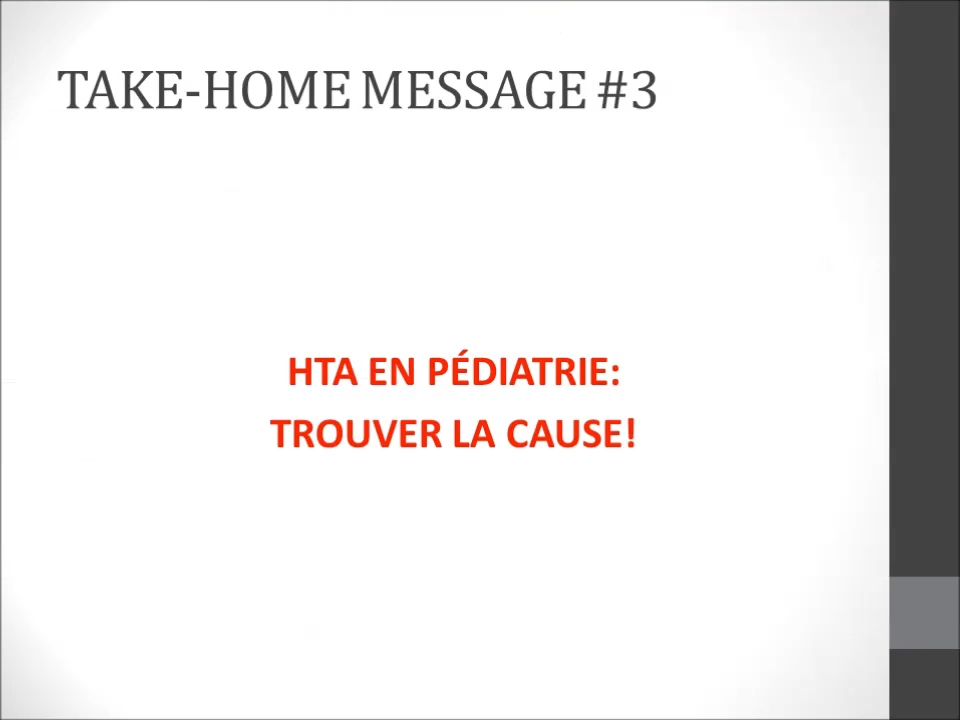 TAKE-HOME MESSAGE #3
HTA EN PÉDIATRIE:
TROUVER LA CAUSE!